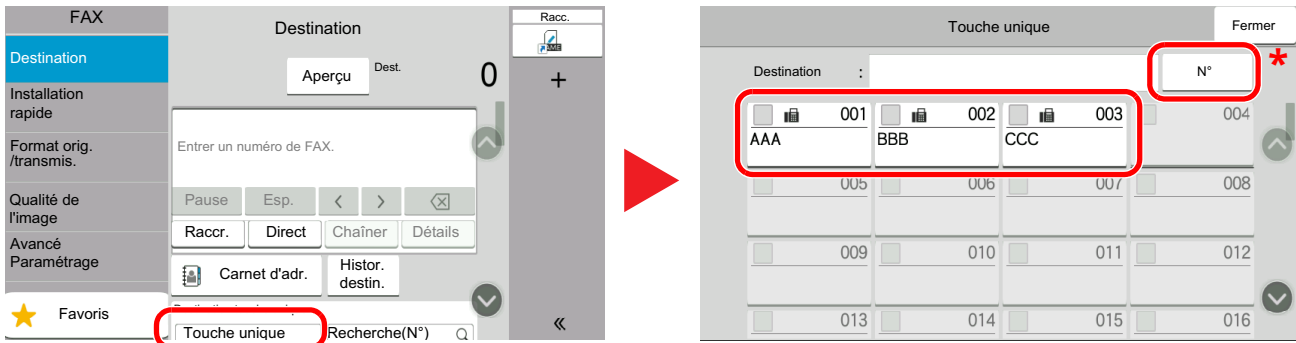 FAX
Destination
Racc.
Destination
Aperçu
Dest.
0
+
Installation
rapide
Entrer un numéro de FAX.
Format orig.
/transmis.
Qualité de
l'image
Pause Esp. < >
Raccr. Direct Chaîner Détails
Avancé
Paramétrage
Carnet d'adr.
Histor.
destin.
Favoris
«
Touche unique
Recherche(N°)
Touche unique
Fermer
Destination :
N°
*
001 002 003 004
AAA BBB CCC
005 006 007 008
009 010 011 012
013 014 015 016